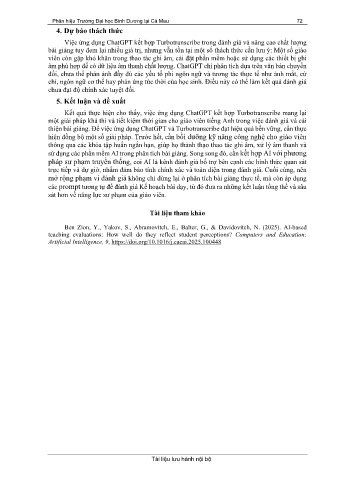 Phân hiệu Trường Đại học Bình Dương tại Cà Mau 72
4. Dự báo thách thức
Việc ứng dụng ChatGPT kết hợp Turbotranscribe trong đánh giá và nâng cao chất lượng
bài giảng tuy đem lại nhiều giá trị, nhưng vẫn tồn tại một số thách thức cần lưu ý: Một số giáo
viên còn gặp khó khăn trong thao tác ghi âm, cài đặt phần mềm hoặc sử dụng các thiết bị ghi
âm phù hợp để có dữ liệu âm thanh chất lượng. ChatGPT chỉ phân tích dựa trên văn bản chuyển
đổi, chưa thể phản ánh đầy đủ các yếu tố phi ngôn ngữ và tương tác thực tế như ánh mắt, cử
chỉ, ngôn ngữ cơ thể hay phản ứng tức thời của học sinh. Điều này có thể làm kết quả đánh giá
chưa đạt độ chính xác tuyệt đối.
5. Kết luận và đề xuất
Kết quả thực hiện cho thấy, việc ứng dụng ChatGPT kết hợp Turbotranscribe mang lại
một giải pháp khả thi và tiết kiệm thời gian cho giáo viên tiếng Anh trong việc đánh giá và cải
thiện bài giảng. Để việc ứng dụng ChatGPT và Turbotranscribe đạt hiệu quả bền vững, cần thực
hiện đồng bộ một số giải pháp. Trước hết, cần bồi dưỡng kỹ năng công nghệ cho giáo viên
thông qua các khóa tập huấn ngắn hạn, giúp họ thành thạo thao tác ghi âm, xử lý âm thanh và
sử dụng các phần mềm AI trong phân tích bài giảng. Song song đó, cần kết hợp AI với phương
pháp sư phạm truyền thống, coi AI là kênh đánh giá bổ trợ bên cạnh các hình thức quan sát
trực tiếp và dự giờ, nhằm đảm bảo tính chính xác và toàn diện trong đánh giá. Cuối cùng, nên
mở rộng phạm vi đánh giá không chỉ dừng lại ở phân tích bài giảng thực tế, mà còn áp dụng
các prompt tương tự để đánh giá Kế hoạch bài dạy, từ đó đưa ra những kết luận tổng thể và sâu
sát hơn về năng lực sư phạm của giáo viên.
Tài liệu tham khảo
Ben Zion, Y., Yakov, S., Abramovitch, E., Balter, G., & Davidovitch, N. (2025). AI-based
teaching evaluations: How well do they reflect student perceptions? Computers and Education:
Artificial Intelligence, 9, https://doi.org/10.1016/j.caeai.2025.100448
Tài liệu lưu hành nội bộ